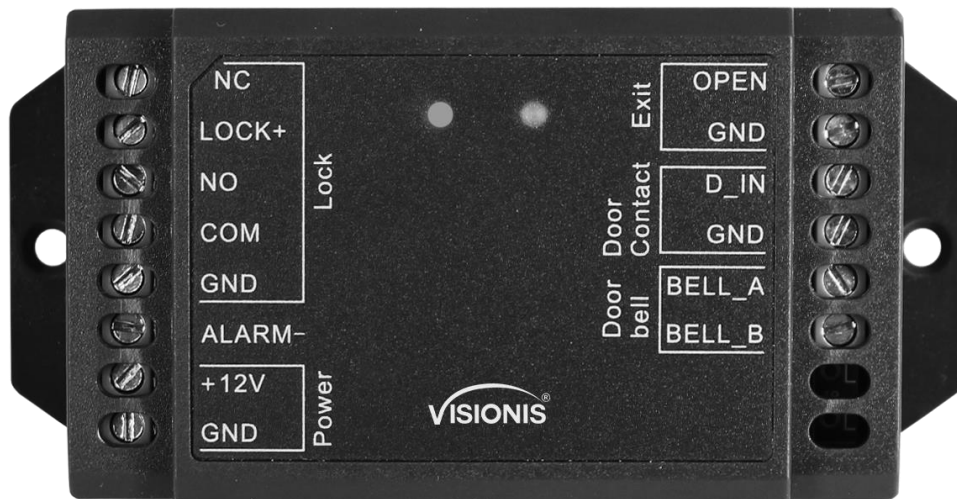 NC
LOCK+
NO
COM
GND
Lock
ALARM-
+12V
GND
Power
OPEN
GND
Exit
D_IN
GND
Door
Contact
BELL_A
BELL_B
Door
bell
VISIONIS®